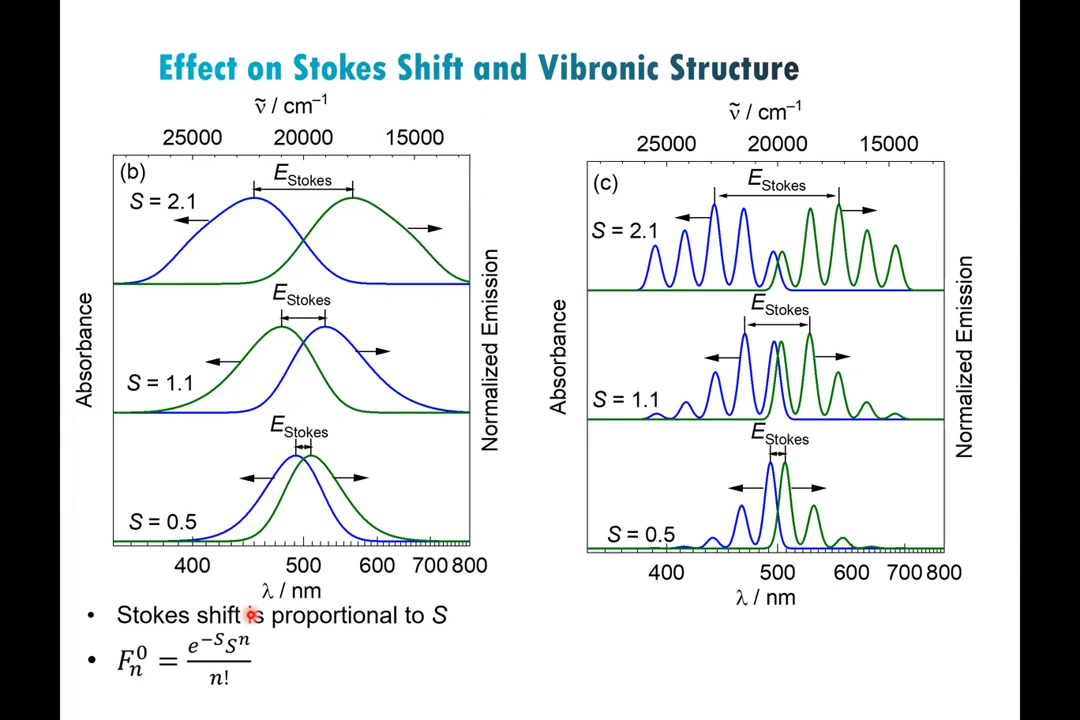 Effect on Stokes Shift and Vibronic Structure
ṽ / cm⁻¹
25000 20000 15000
(b)
E_Stokes
S = 2.1
E_Stokes
S = 1.1
E_Stokes
S = 0.5
Absorbance
Normalized Emission
400 500 600 700 800
λ / nm
ṽ / cm⁻¹
25000 20000 15000
(c)
E_Stokes
S = 2.1
E_Stokes
S = 1.1
E_Stokes
S = 0.5
Absorbance
Normalized Emission
400 500 600 700 800
λ / nm
• Stokes shift is proportional to S
• F_n^0 = e^{-S}S^n / n!